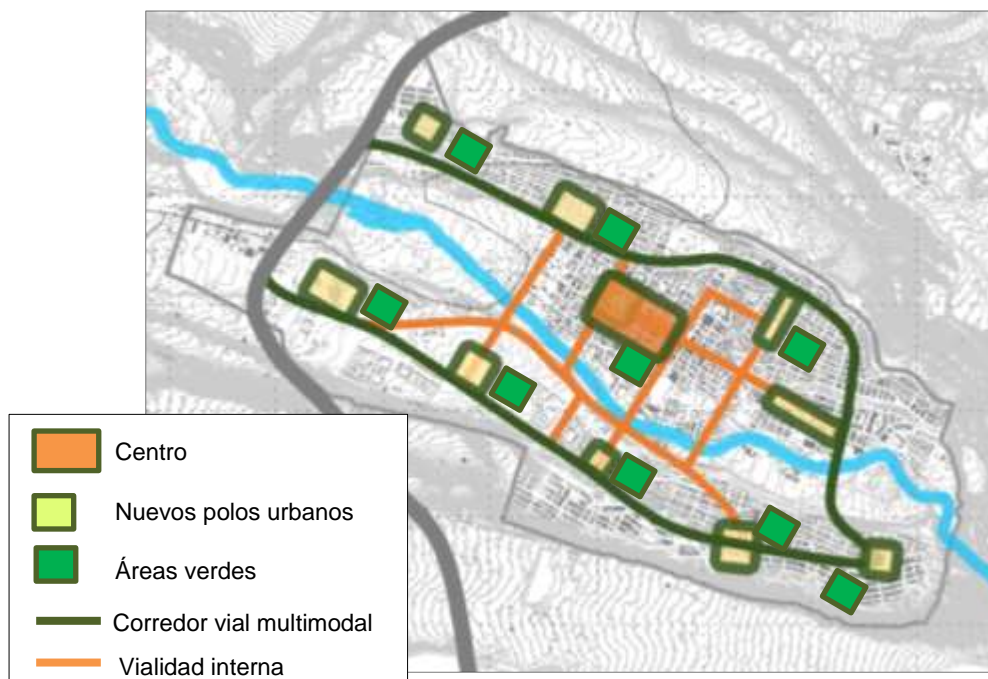 Centro
Nuevos polos urbanos
Áreas verdes
Corredor vial multimodal
Vialidad interna